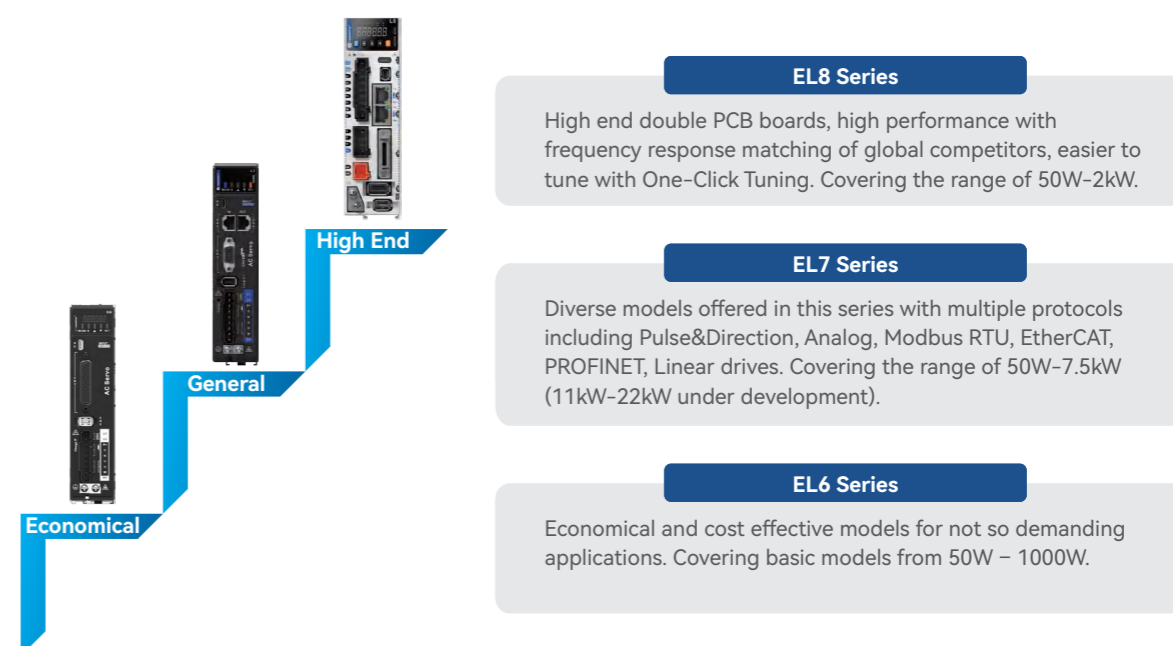 High End
General
Economical
EL8 Series
High end double PCB boards, high performance with
frequency response matching of global competitors, easier to
tune with One-Click Tuning. Covering the range of 50W-2kW.
EL7 Series
Diverse models offered in this series with multiple protocols
including Pulse&Direction, Analog, Modbus RTU, EtherCAT,
PROFINET, Linear drives. Covering the range of 50W-7.5kW
(11kW-22kW under development).
EL6 Series
Economical and cost effective models for not so demanding
applications. Covering basic models from 50W – 1000W.
AC Servo
AC Servo